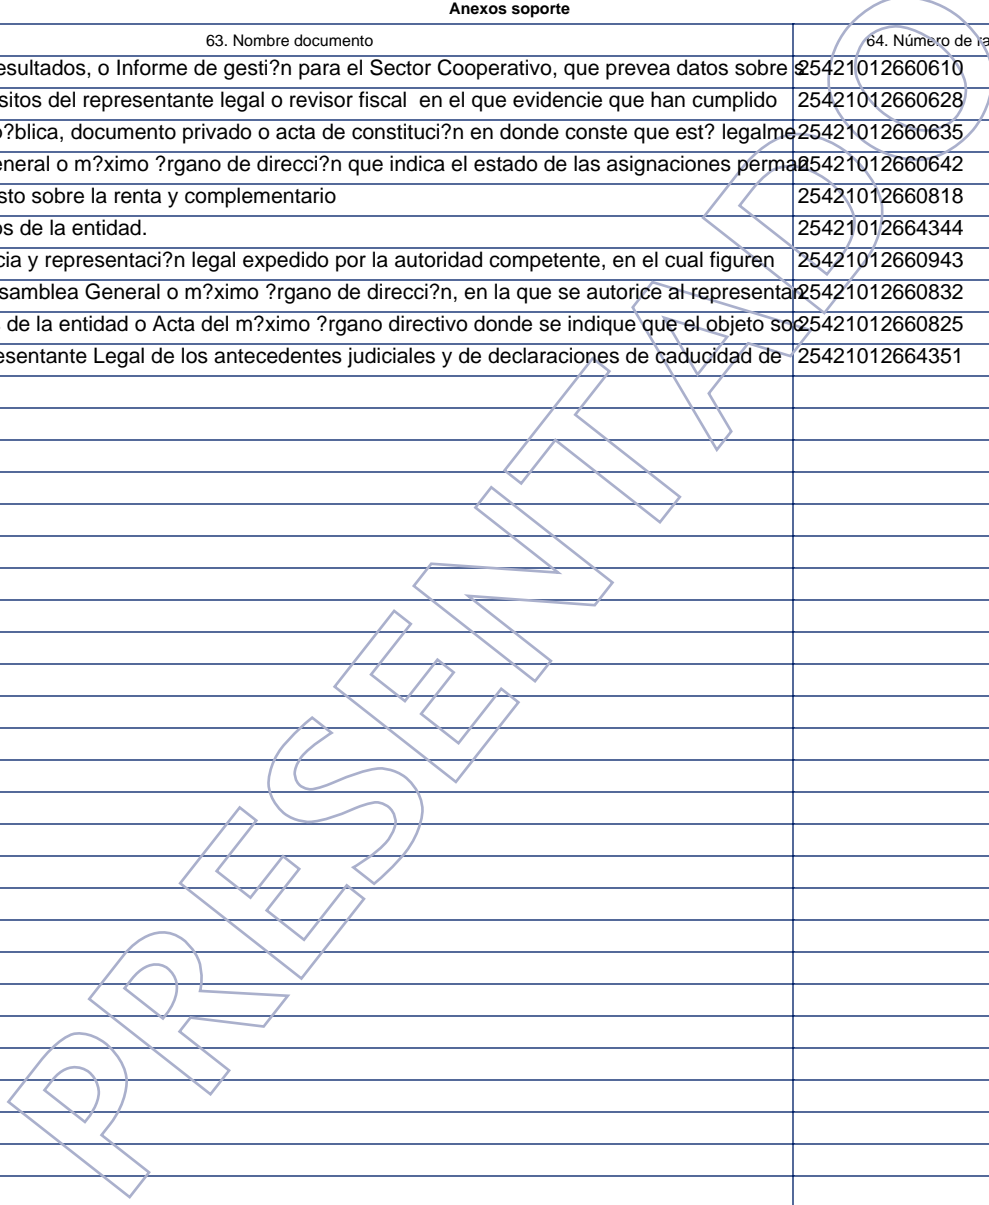 Anexos soporte
63. Nombre documento 64. Número de ra
esultados, o Informe de gesti?n para el Sector Cooperativo, que prevea datos sobre s 25421012660610
sitos del representante legal o revisor fiscal en el que evidencie que han cumplido 25421012660628
?blica, documento privado o acta de constituci?n en donde conste que est? legalme 25421012660635
eneral o m?ximo ?rgano de direcci?n que indica el estado de las asignaciones perman 25421012660642
sto sobre la renta y complementario 25421012660818
os de la entidad. 25421012664344
cia y representaci?n legal expedido por la autoridad competente, en el cual figuren 25421012660943
samblea General o m?ximo ?rgano de direcci?n, en la que se autorice al representan 25421012660832
de la entidad o Acta del m?ximo ?rgano directivo donde se indique que el objeto soc 25421012660825
esentante Legal de los antecedentes judiciales y de declaraciones de caducidad de 25421012664351
PRESENTADO